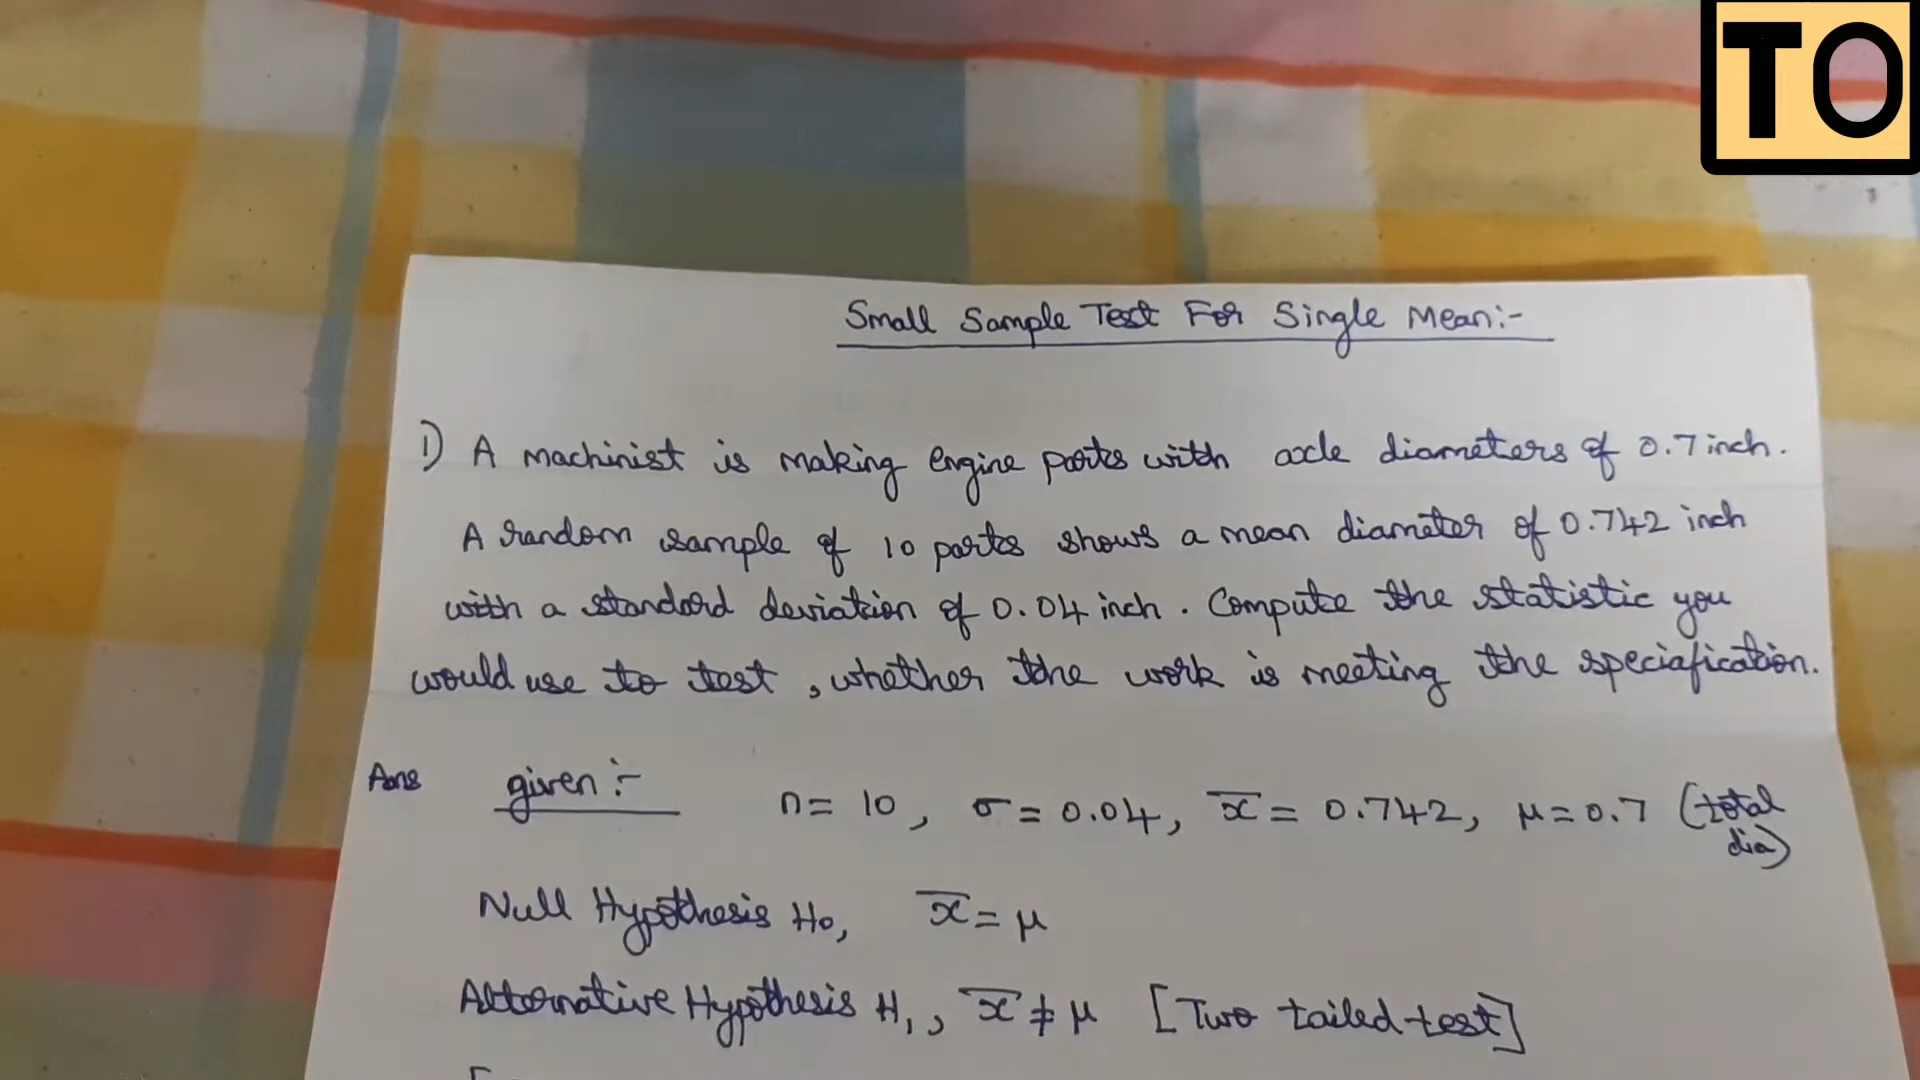 TO
Small Sample Test For Single Mean:-
1) A machinist is making engine parts with axle diameters of 0.7 inch.
A random sample of 10 parts shows a mean diameter of 0.742 inch
with a standard deviation of 0.04 inch. Compute the statistic you
would use to test, whether the work is meeting the speciafication.
Ans given :- n = 10, σ = 0.04, x̄ = 0.742, μ = 0.7 (total
dia)
Null Hypothesis H₀, x̄ = μ
Alternative Hypothesis H₁, x̄ ≠ μ [Two tailed test]